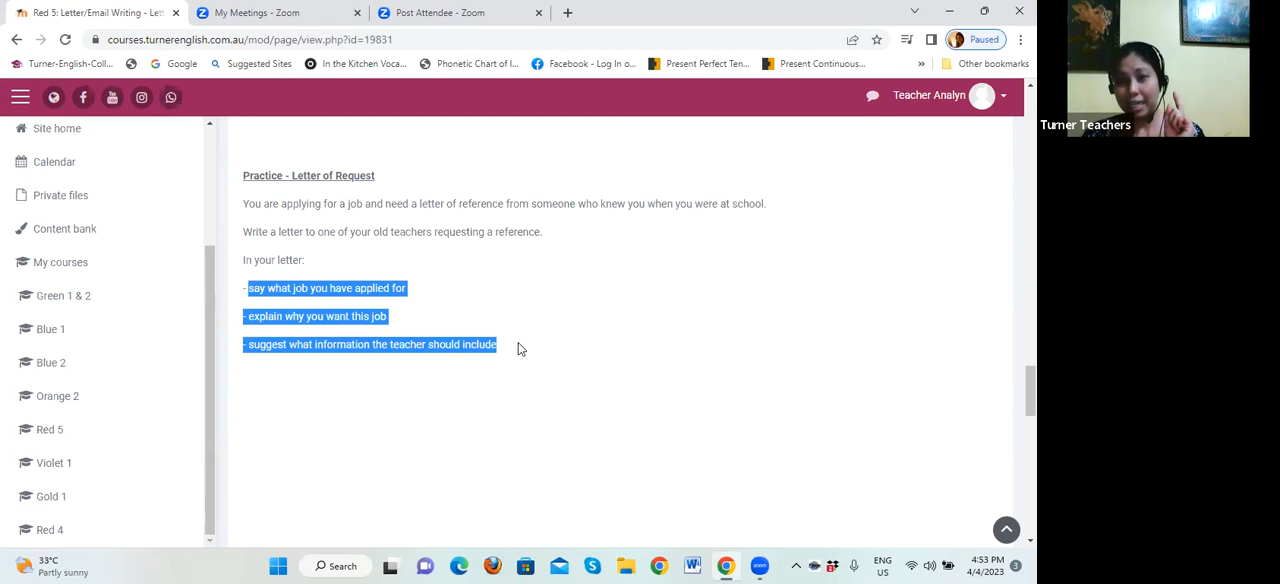 Red 5: Letter/Email Writing - Let
My Meetings - Zoom
Post Attendee - Zoom
courses.turnerenglish.com.au/mod/page/view.php?id=19831
Paused
Turner-English-Coll...
Google
Suggested Sites
In the Kitchen Voca...
Phonetic Chart of I...
Facebook - Log In o...
Present Perfect Ten...
Present Continuous...
»
Other bookmarks
Teacher Analyn
Turner Teachers
Site home
Calendar
Private files
Content bank
My courses
Green 1 & 2
Blue 1
Blue 2
Orange 2
Red 5
Violet 1
Gold 1
Red 4
Practice - Letter of Request
You are applying for a job and need a letter of reference from someone who knew you when you were at school.
Write a letter to one of your old teachers requesting a reference.
In your letter:
- say what job you have applied for
- explain why you want this job
- suggest what information the teacher should include
33°C
Partly sunny
Search
zoom
ENG
US
4:53 PM
4/4/2023
3